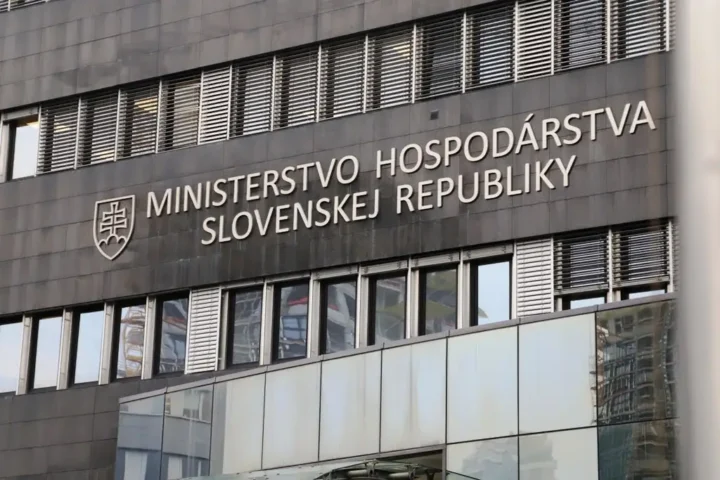 MINISTERSTVO HOSPODÁRSTVA
SLOVENSKEJ REPUBLIKY